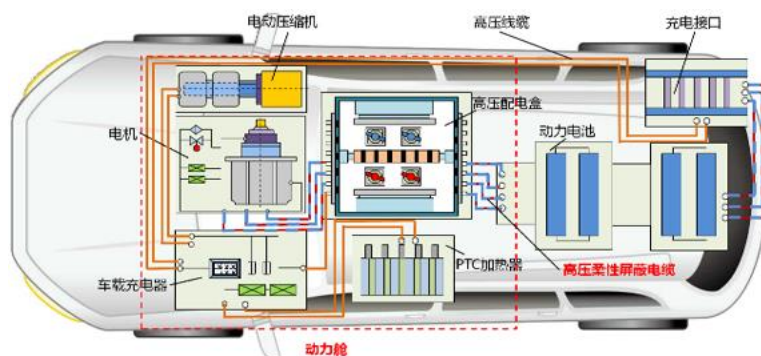 电动压缩机
高压线缆
充电接口
高压配电盒
电机
动力电池
车载充电器
PTC加热器
高压柔性屏蔽电缆
动力舱